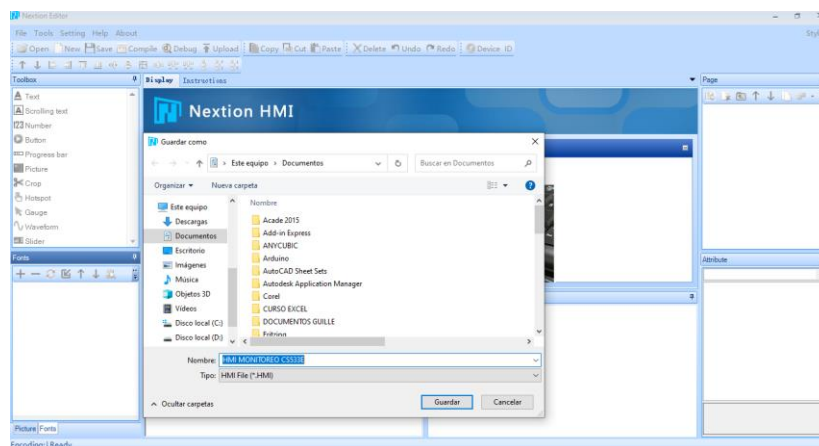 Nextion Editor
File Tools Setting Help About
Open New Save Compile Debug Upload Copy Cut Paste Delete Undo Redo Device ID
Toolbox
Display Instructions
Page
Text
Scrolling text
Number
Button
Progress bar
Picture
Crop
Hotspot
Gauge
Waveform
Slider
Nextion HMI
Guardar como
Este equipo > Documentos
Buscar en Documentos
Organizar
Nueva carpeta
Este equipo
Descargas
Documentos
Escritorio
Imágenes
Música
Objetos 3D
Vídeos
Disco local (C:)
Disco local (D:)
Nombre
Acade 2015
Add-in Express
ANYCUBIC
Arduino
AutoCAD Sheet Sets
Autodesk Application Manager
Corel
CURSO EXCEL
DOCUMENTOS GUILLE
Fritzing
Nombre: HMI MONITOREO CS533E
Tipo: HMI File (*.HMI)
Ocultar carpetas
Guardar
Cancelar
Fonts
Attribute
Picture Fonts
Encoding: Ready